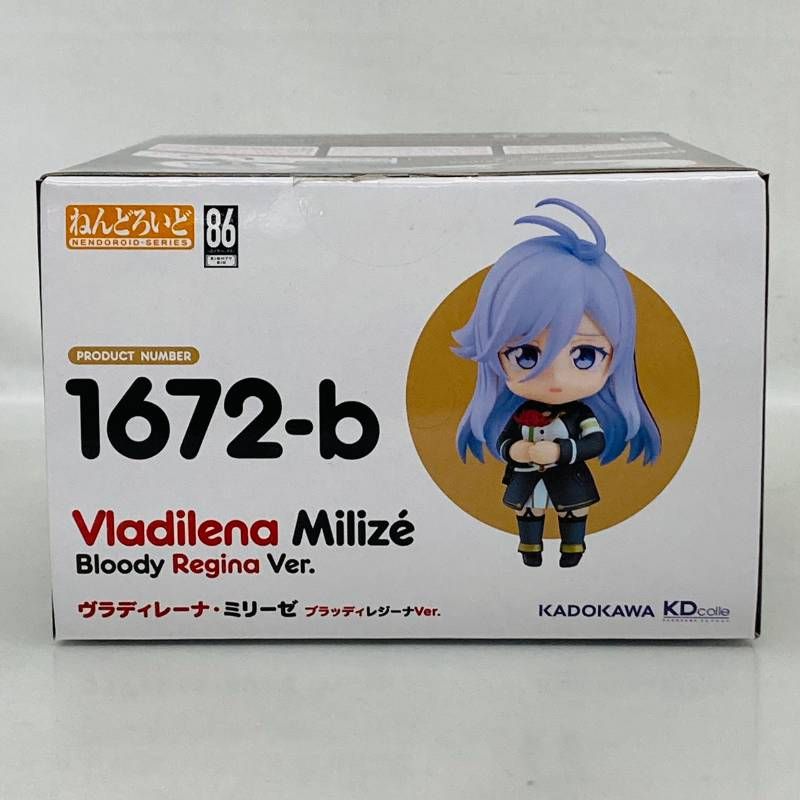 ねんどろいど
NENDOROID-SERIES
86
PRODUCT NUMBER
1672-b
Vladilena Milizé
Bloody Regina Ver.
ヴラディレーナ・ミリーゼ ブラッディレジーナVer.
KADOKAWA KDcolle